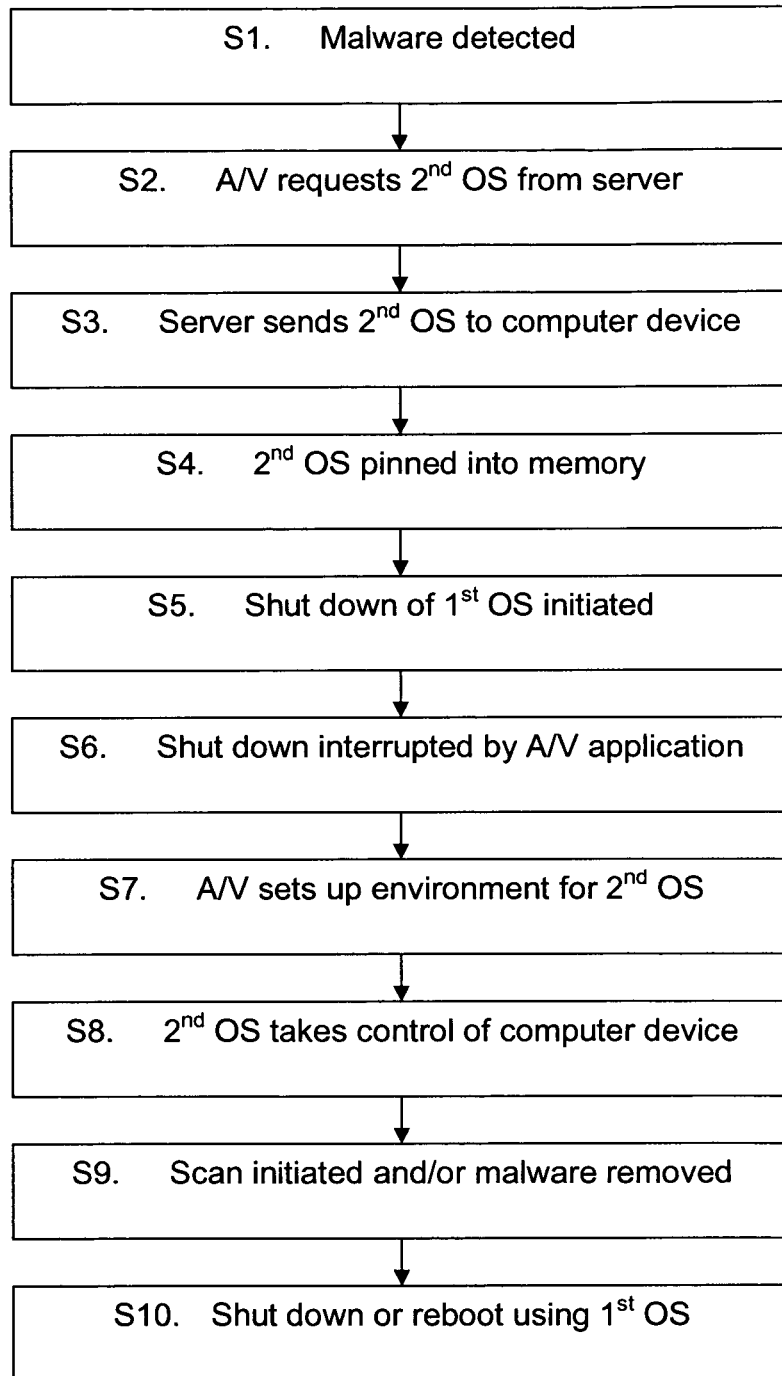 S1. Malware detected
S2. A/V requests 2nd OS from server
S3. Server sends 2nd OS to computer device
S4. 2nd OS pinned into memory
S5. Shut down of 1st OS initiated
S6. Shut down interrupted by A/V application
S7. A/V sets up environment for 2nd OS
S8. 2nd OS takes control of computer device
S9. Scan initiated and/or malware removed
S10. Shut down or reboot using 1st OS